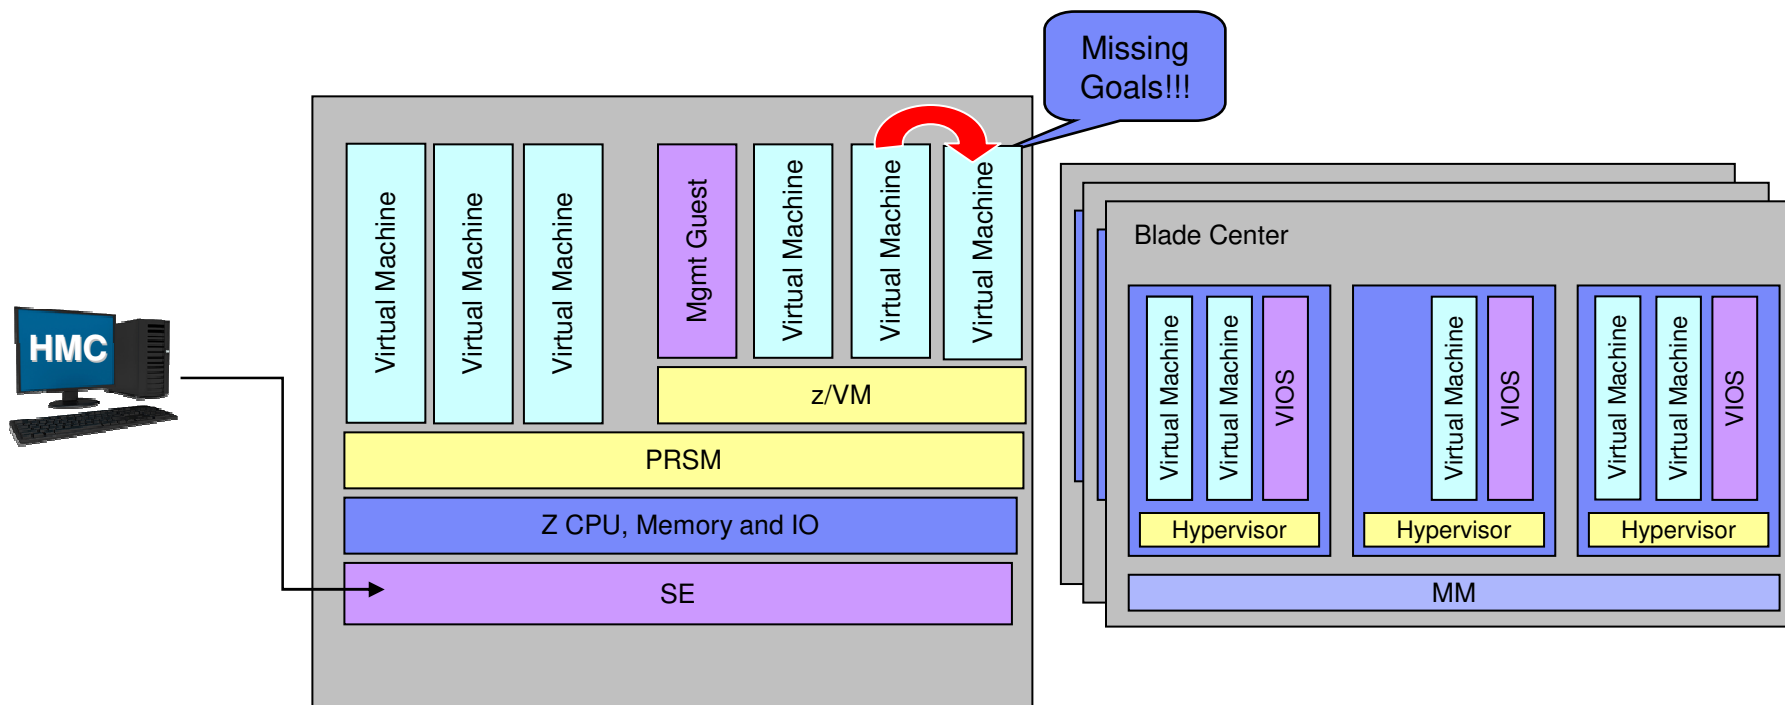 Missing
Goals!!!
Virtual Machine
Virtual Machine
Virtual Machine
Mgmt Guest
Virtual Machine
Virtual Machine
Virtual Machine
z/VM
PRSM
Z CPU, Memory and IO
SE
HMC
Blade Center
Virtual Machine
Virtual Machine
VIOS
Hypervisor
Virtual Machine
VIOS
Hypervisor
Virtual Machine
Virtual Machine
VIOS
Hypervisor
MM